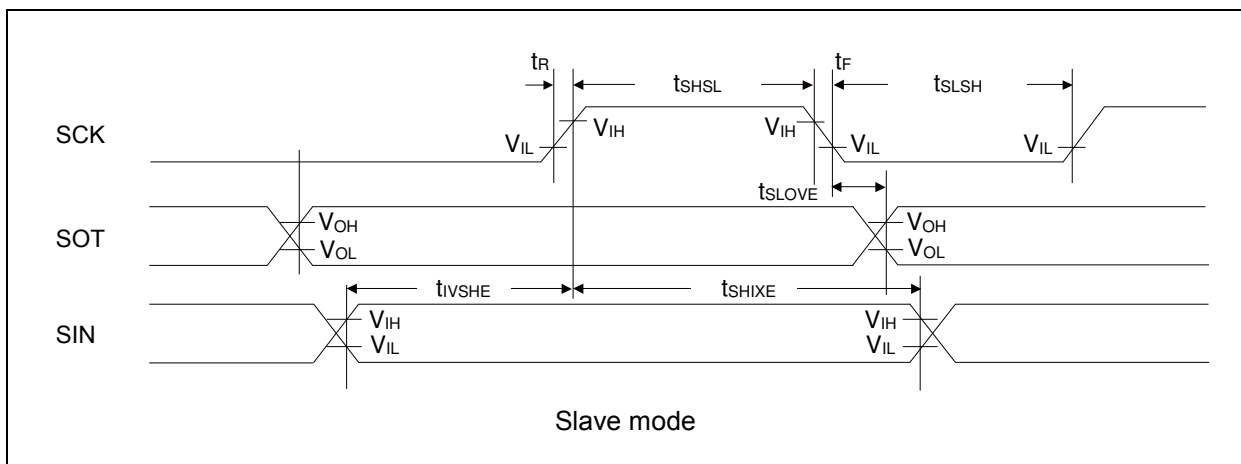 tR tSHSL tF tSLSH
SCK VIL VIH VIH VIL VIL
tSLOVE
SOT VOH VOL VOH VOL
tIVSHE tSHIXE
SIN VIH VIL VIH VIL
Slave mode